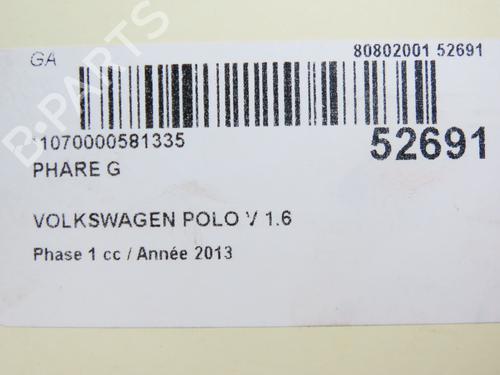 GA
80802001 52691
1070000581335
52691
PHARE G
VOLKSWAGEN POLO V 1.6
Phase 1 cc / Année 2013
B-PARTS